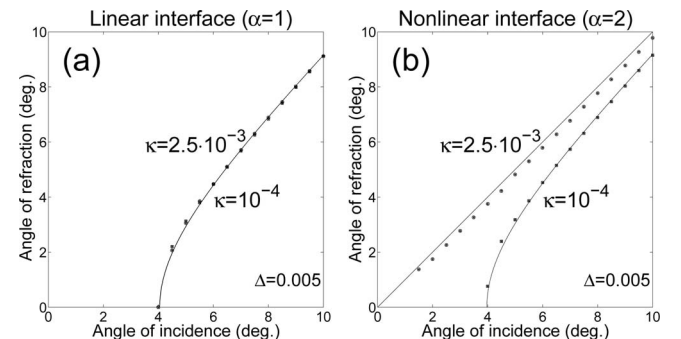 Linear interface (α=1)
(a)
Angle of refraction (deg.)
10
8
6
4
2
0
κ=2.5·10⁻³
κ=10⁻⁴
Δ=0.005
0 2 4 6 8 10
Angle of incidence (deg.)
Nonlinear interface (α=2)
(b)
Angle of refraction (deg.)
10
8
6
4
2
0
κ=2.5·10⁻³
κ=10⁻⁴
Δ=0.005
0 2 4 6 8 10
Angle of incidence (deg.)